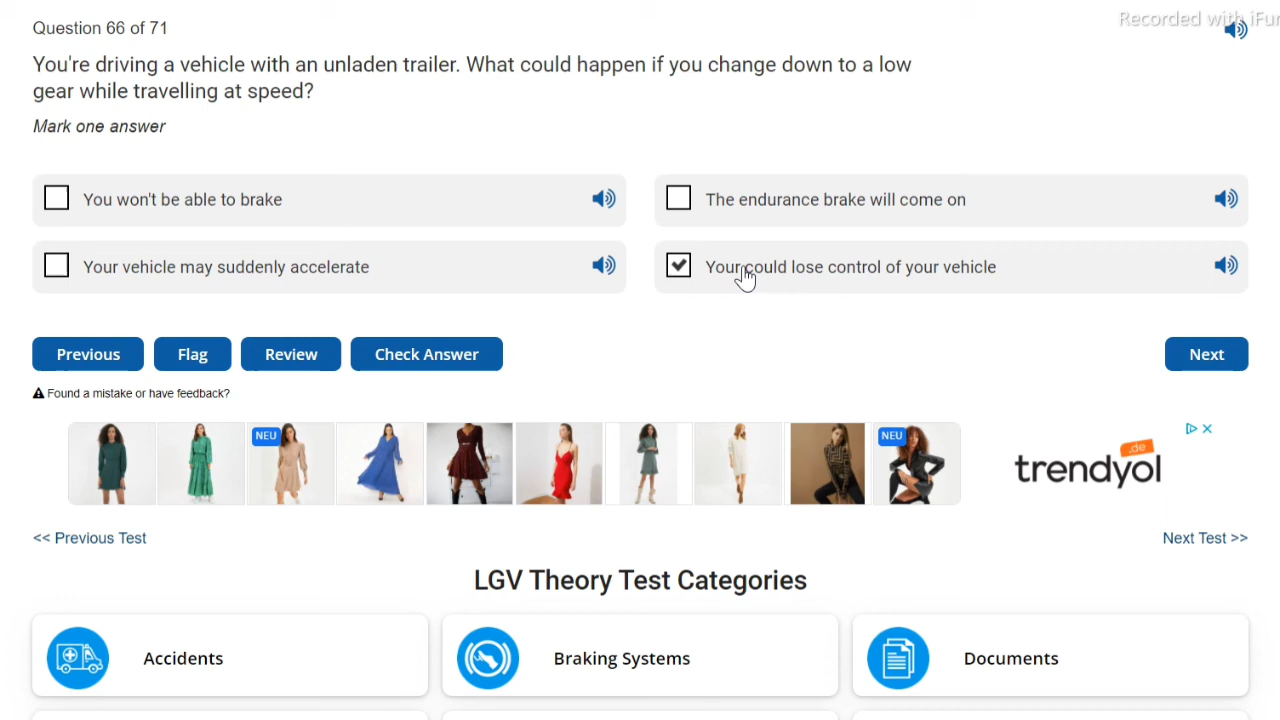 Question 66 of 71
Recorded with iFun
You're driving a vehicle with an unladen trailer. What could happen if you change down to a low
gear while travelling at speed?
Mark one answer
You won't be able to brake
The endurance brake will come on
Your vehicle may suddenly accelerate
Your could lose control of your vehicle
Previous
Flag
Review
Check Answer
Next
Found a mistake or have feedback?
NEU
NEU
trendyol
.de
<< Previous Test
Next Test >>
LGV Theory Test Categories
Accidents
Braking Systems
Documents